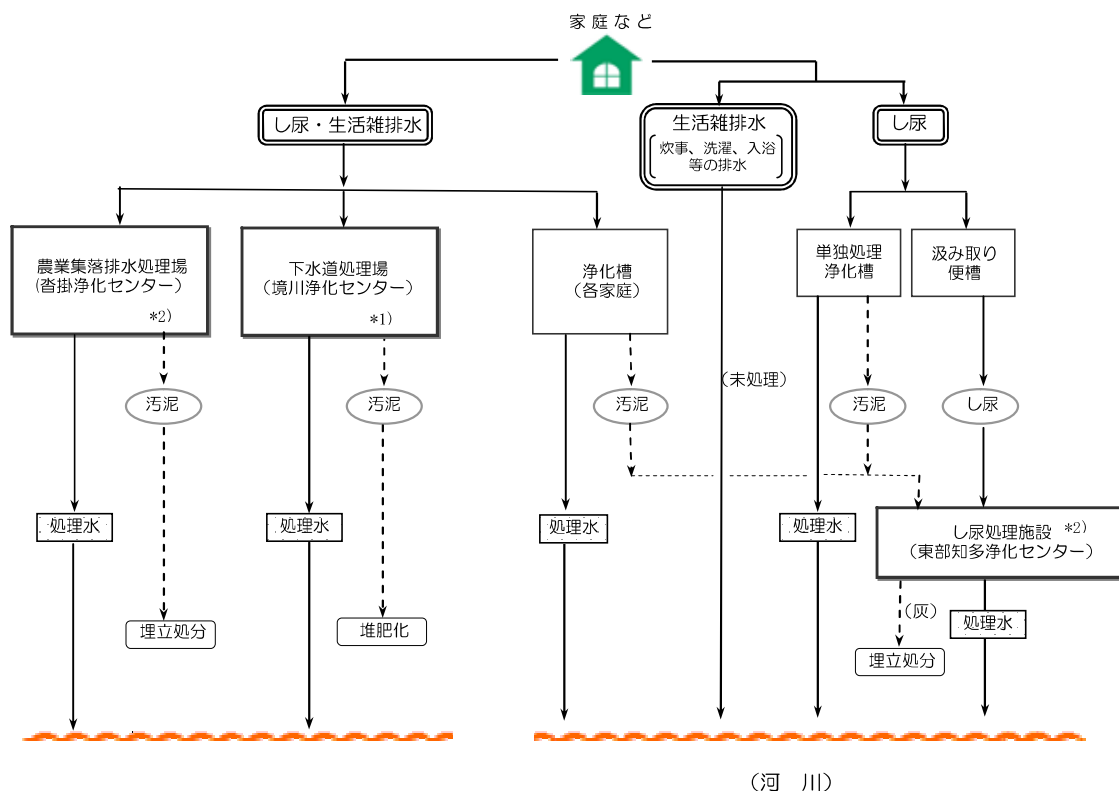 家庭など
し尿・生活雑排水
生活雑排水
炊事、洗濯、入浴
等の排水
し尿
農業集落排水処理場
(沓掛浄化センター)
*2)
下水道処理場
(境川浄化センター)
*1)
浄化槽
(各家庭)
単独処理
浄化槽
汲み取り
便槽
(未処理)
汚泥
汚泥
汚泥
汚泥
し尿
処理水
処理水
処理水
処理水
し尿処理施設 *2)
(東部知多浄化センター)
埋立処分
堆肥化
(灰)
処理水
埋立処分
(河 川)